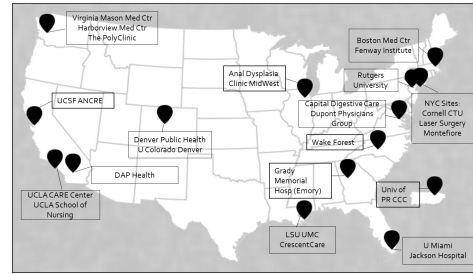 Virginia Mason Med Ctr
Harborview Med Ctr
The PolyClinic
Boston Med Ctr
Fenway Institute
Anal Dysplasia
Clinic MidWest
Rutgers
University
UCSF ANCRE
Capital Digestive Care
Dupont Physicians
Group
NYC Sites:
Cornell CTU
Laser Surgery
Montefiore
Denver Public Health
U Colorado Denver
Wake Forest
DAP Health
Grady
Memorial
Hosp (Emory)
UCLA CARE Center
UCLA School of
Nursing
Univ of
PR CCC
LSU UMC
CrescentCare
U Miami
Jackson Hospital